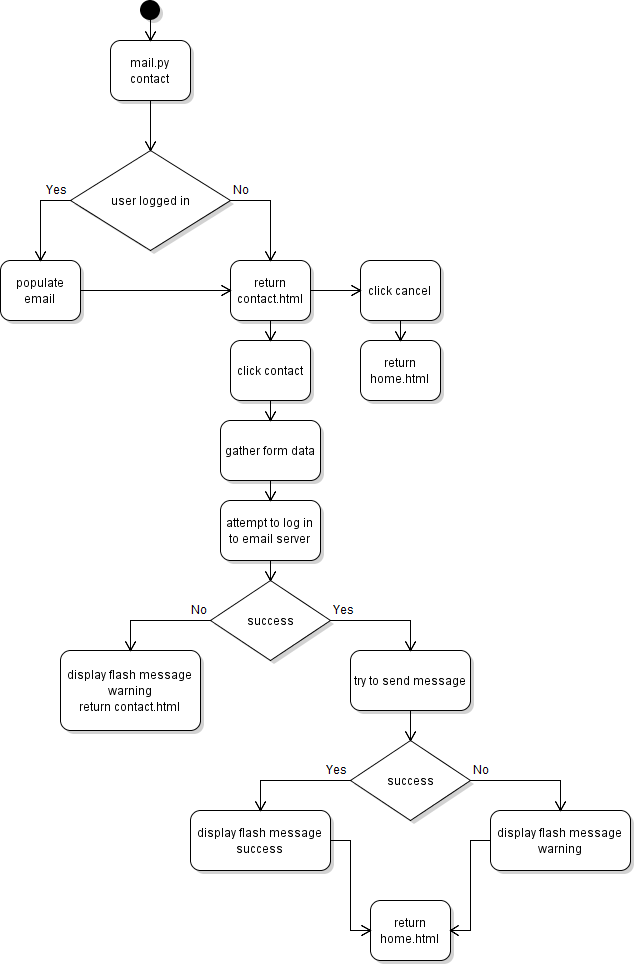 mail.py
contact
Yes
No
user logged in
populate
email
return
contact.html
click cancel
click contact
return
home.html
gather form data
attempt to log in
to email server
No
Yes
success
display flash message
warning
return contact.html
try to send message
Yes
No
success
display flash message
success
display flash message
warning
return
home.html